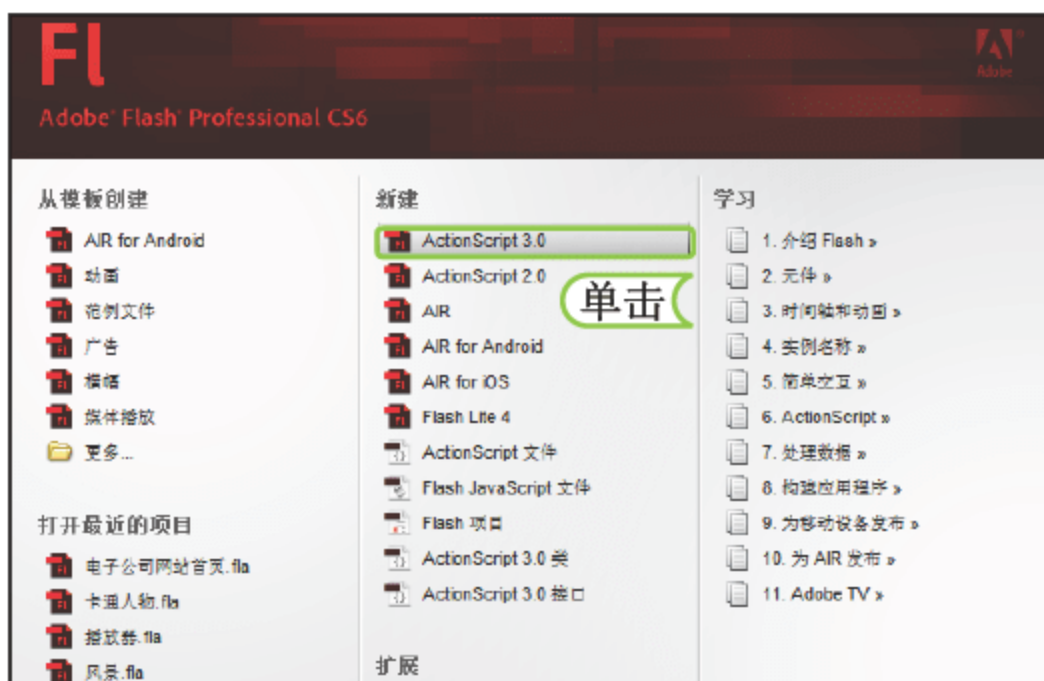 Fl
Adobe
Adobe® Flash® Professional CS6
从模板创建
AIR for Android
动画
范例文件
广告
横幅
媒体播放
更多...
打开最近的项目
电子公司网站首页.fla
卡通人物.fla
播放器.fla
风景.fla
新建
ActionScript 3.0
ActionScript 2.0
单击
AIR
AIR for Android
AIR for iOS
Flash Lite 4
ActionScript 文件
Flash JavaScript 文件
Flash 项目
ActionScript 3.0 类
ActionScript 3.0 接口
扩展
学习
1. 介绍 Flash »
2. 元件 »
3. 时间轴和动画 »
4. 实例名称 »
5. 简单交互 »
6. ActionScript »
7. 处理数据 »
8. 构建应用程序 »
9. 为移动设备发布 »
10. 为 AIR 发布 »
11. Adobe TV »